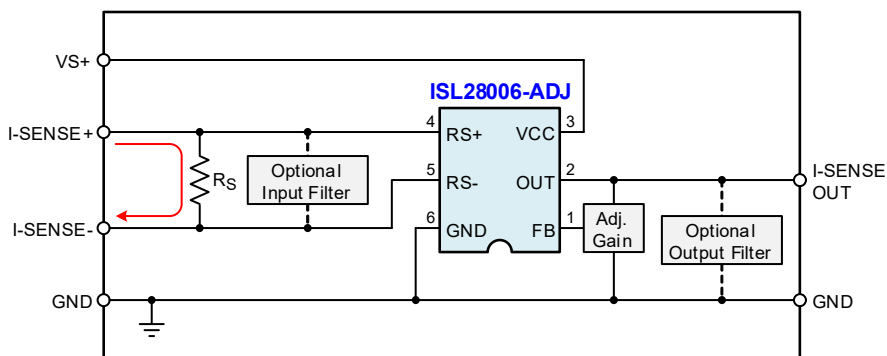 VS+
ISL28006-ADJ
I-SENSE+
4
RS+
VCC
3
Optional
Input Filter
RS
5
RS-
OUT
2
I-SENSE
OUT
I-SENSE-
6
GND
FB
1
Adj.
Gain
Optional
Output Filter
GND
GND